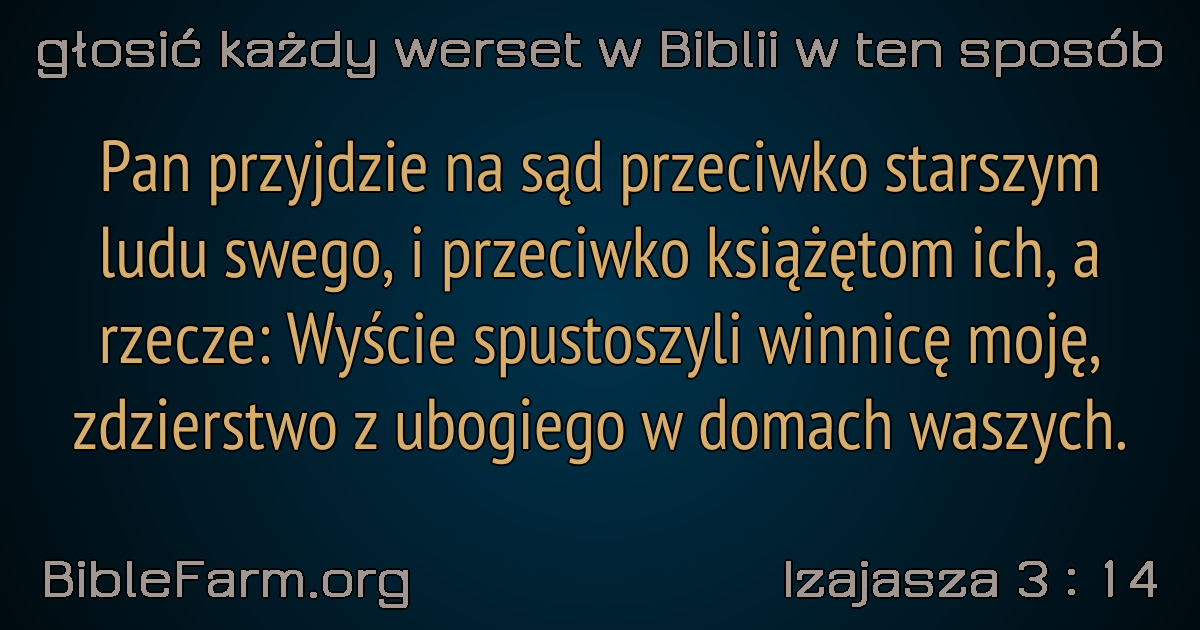 głosić każdy werset w Biblii w ten sposób
Pan przyjdzie na sąd przeciwko starszym
ludu swego, i przeciwko książętom ich, a
rzecze: Wyście spustoszyli winnicę moję,
zdzierstwo z ubogiego w domach waszych.
BibleFarm.org
Izajasza 3 : 14